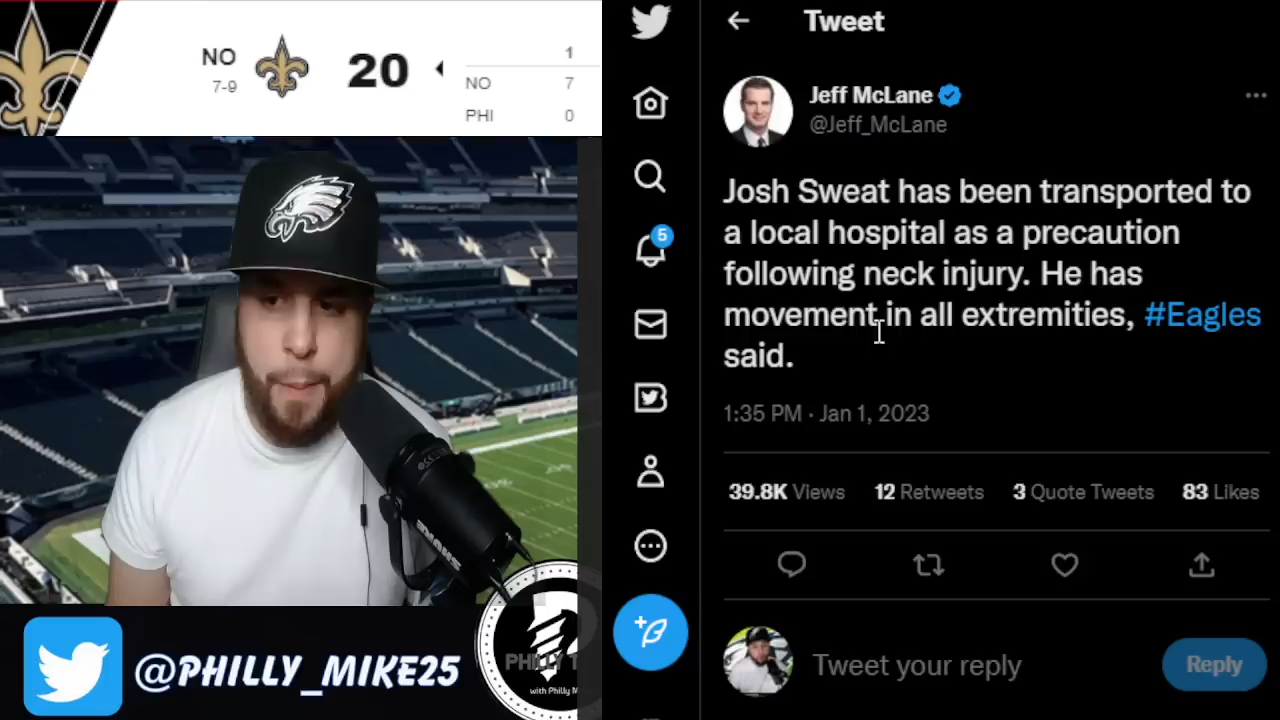 NO
7-9
20
1
NO 7
PHI 0
@PHILLY_MIKE25
with Philly M
Tweet
Jeff McLane
@Jeff_McLane
Josh Sweat has been transported to
a local hospital as a precaution
following neck injury. He has
movement in all extremities, #Eagles
said.
1:35 PM · Jan 1, 2023
39.8K Views 12 Retweets 3 Quote Tweets 83 Likes
5
Tweet your reply
Reply